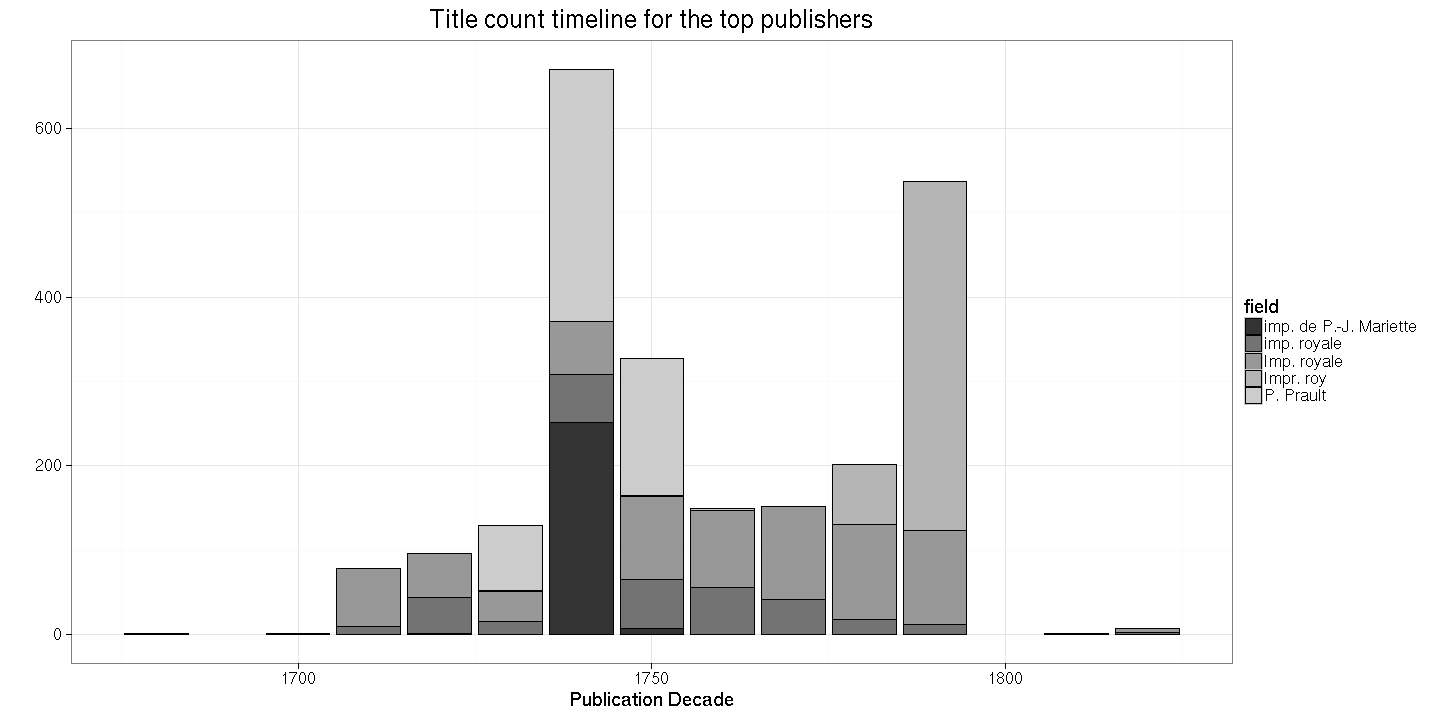 Title count timeline for the top publishers
600
400
200
0
1700
1750
1800
Publication Decade
field
imp. de P.-J. Mariette
imp. royale
Imp. royale
Impr. roy
P. Prault